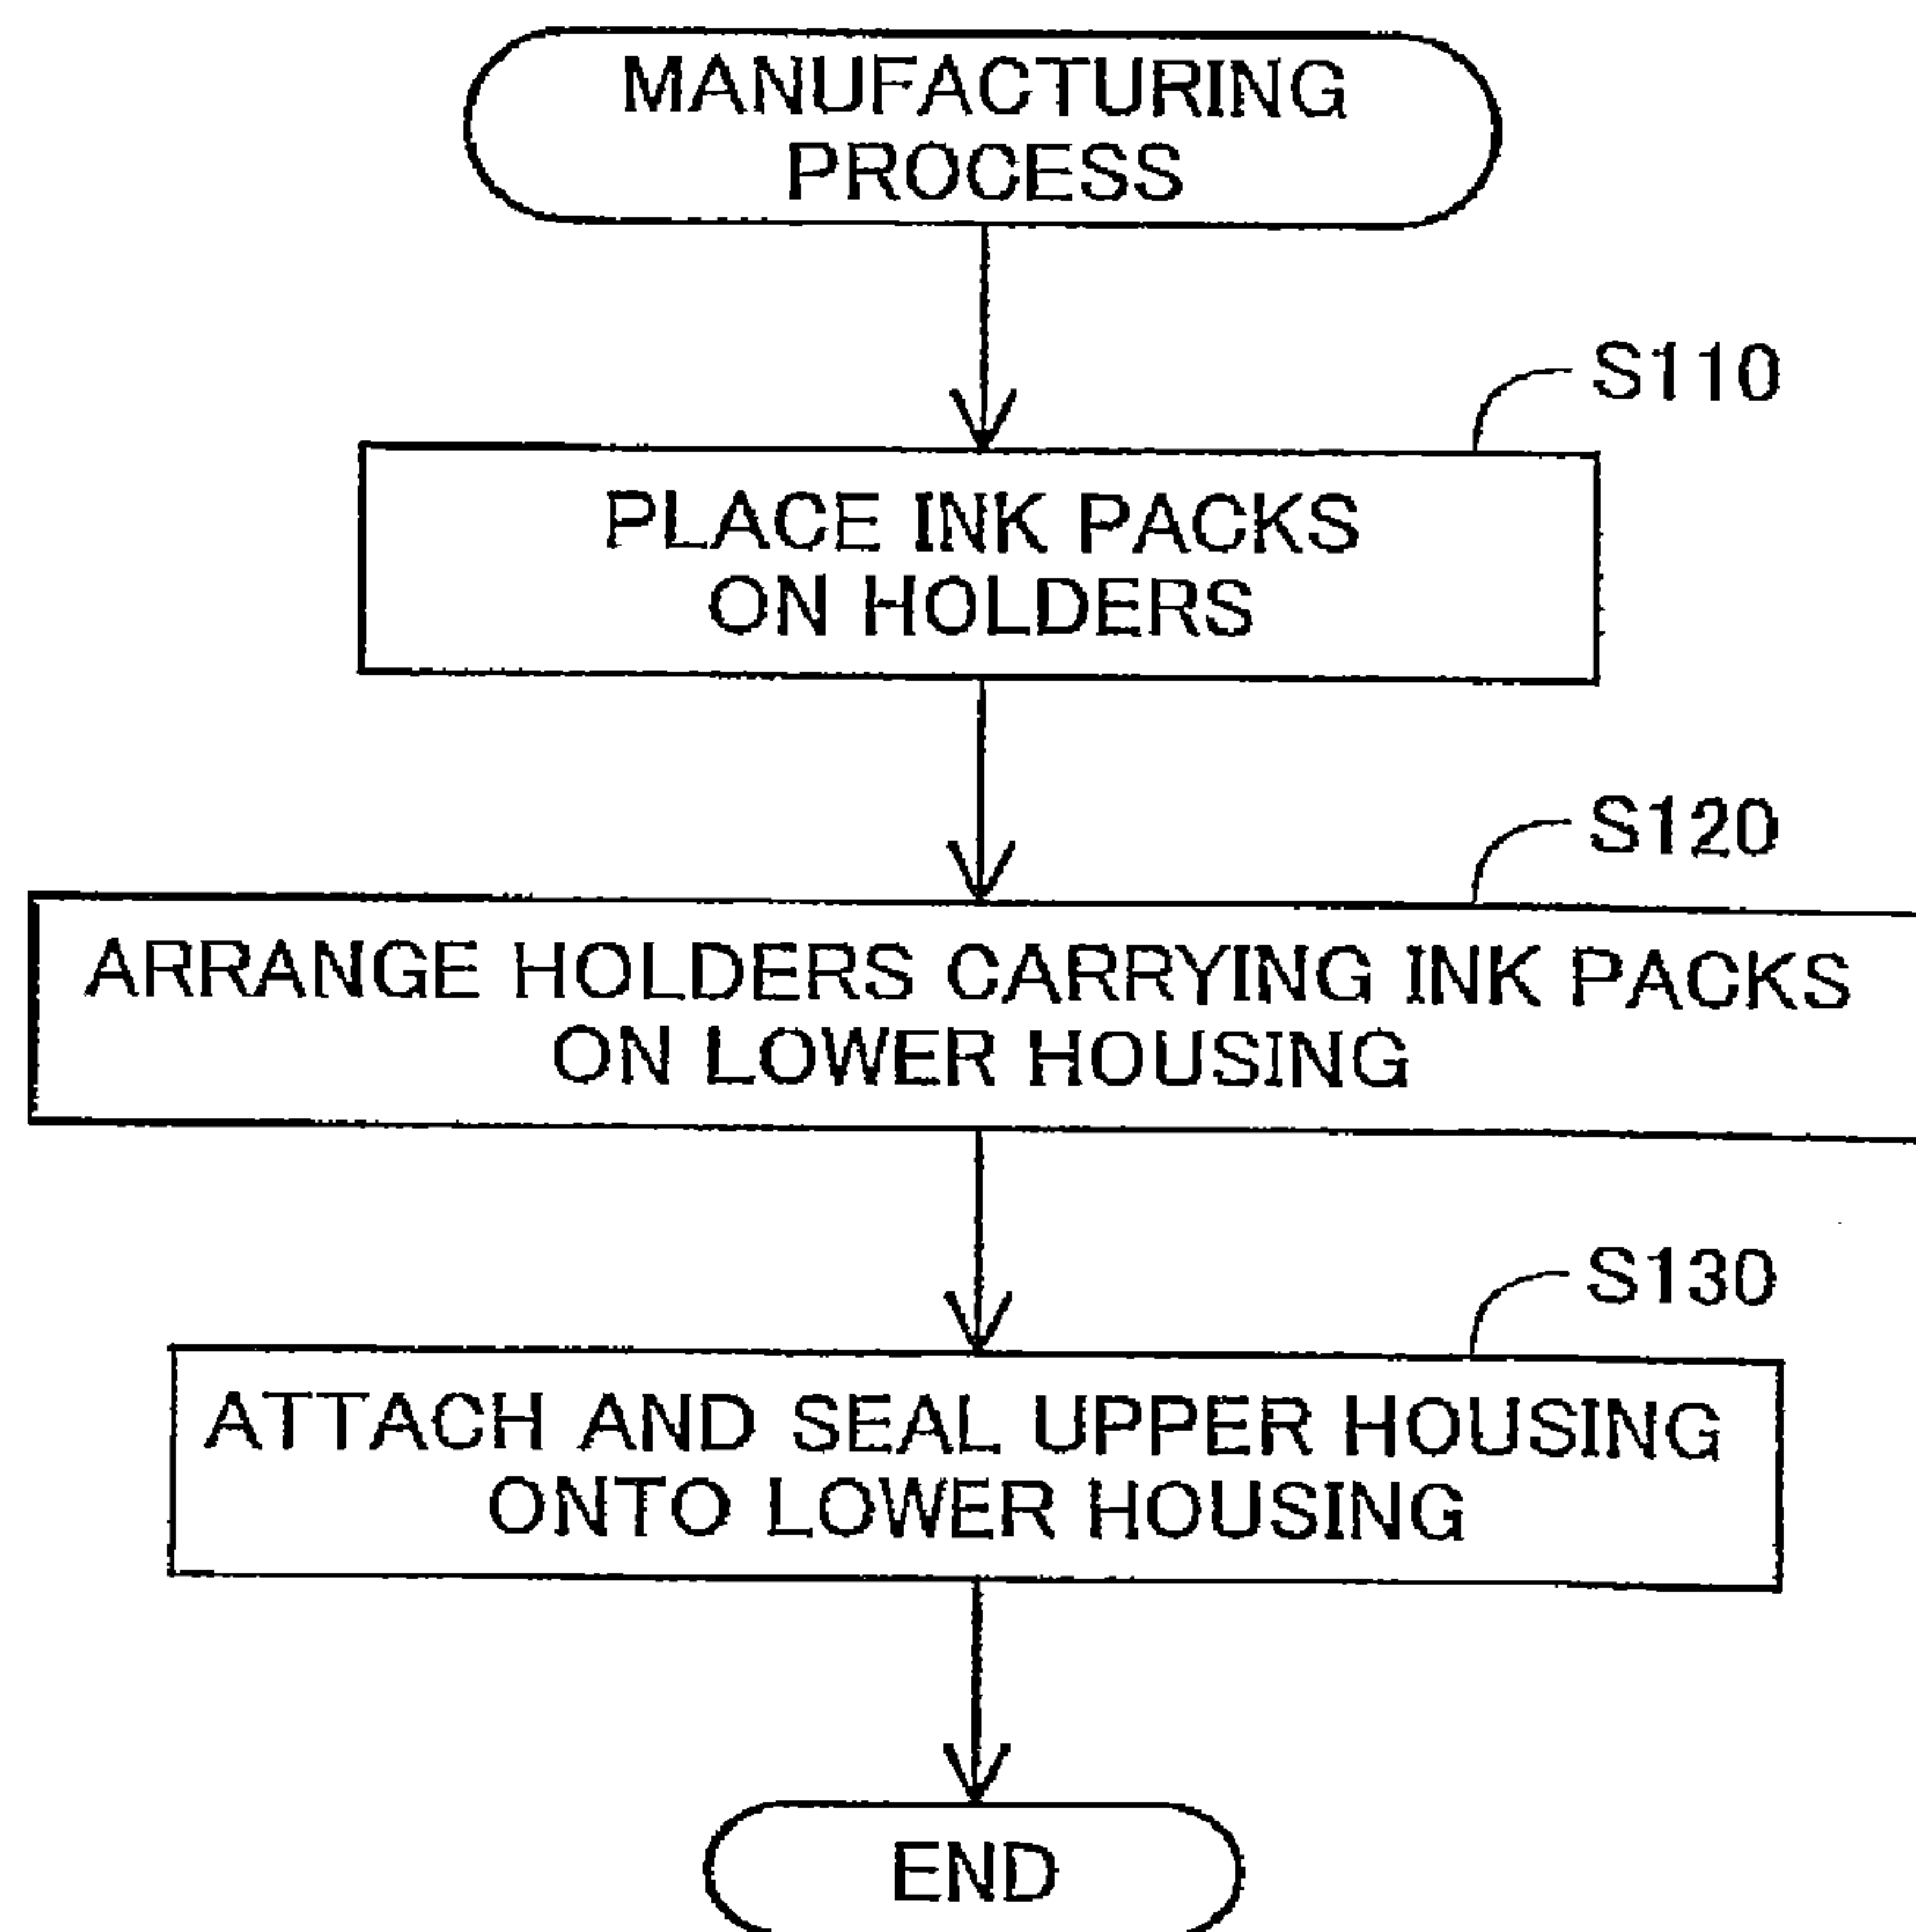 MANUFACTURING
PROCESS
S110
PLACE INK PACKS
ON HOLDERS
S120
ARRANGE HOLDERS CARRYING INK PACKS
ON LOWER HOUSING
S130
ATTACH AND SEAL UPPER HOUSING
ONTO LOWER HOUSING
END